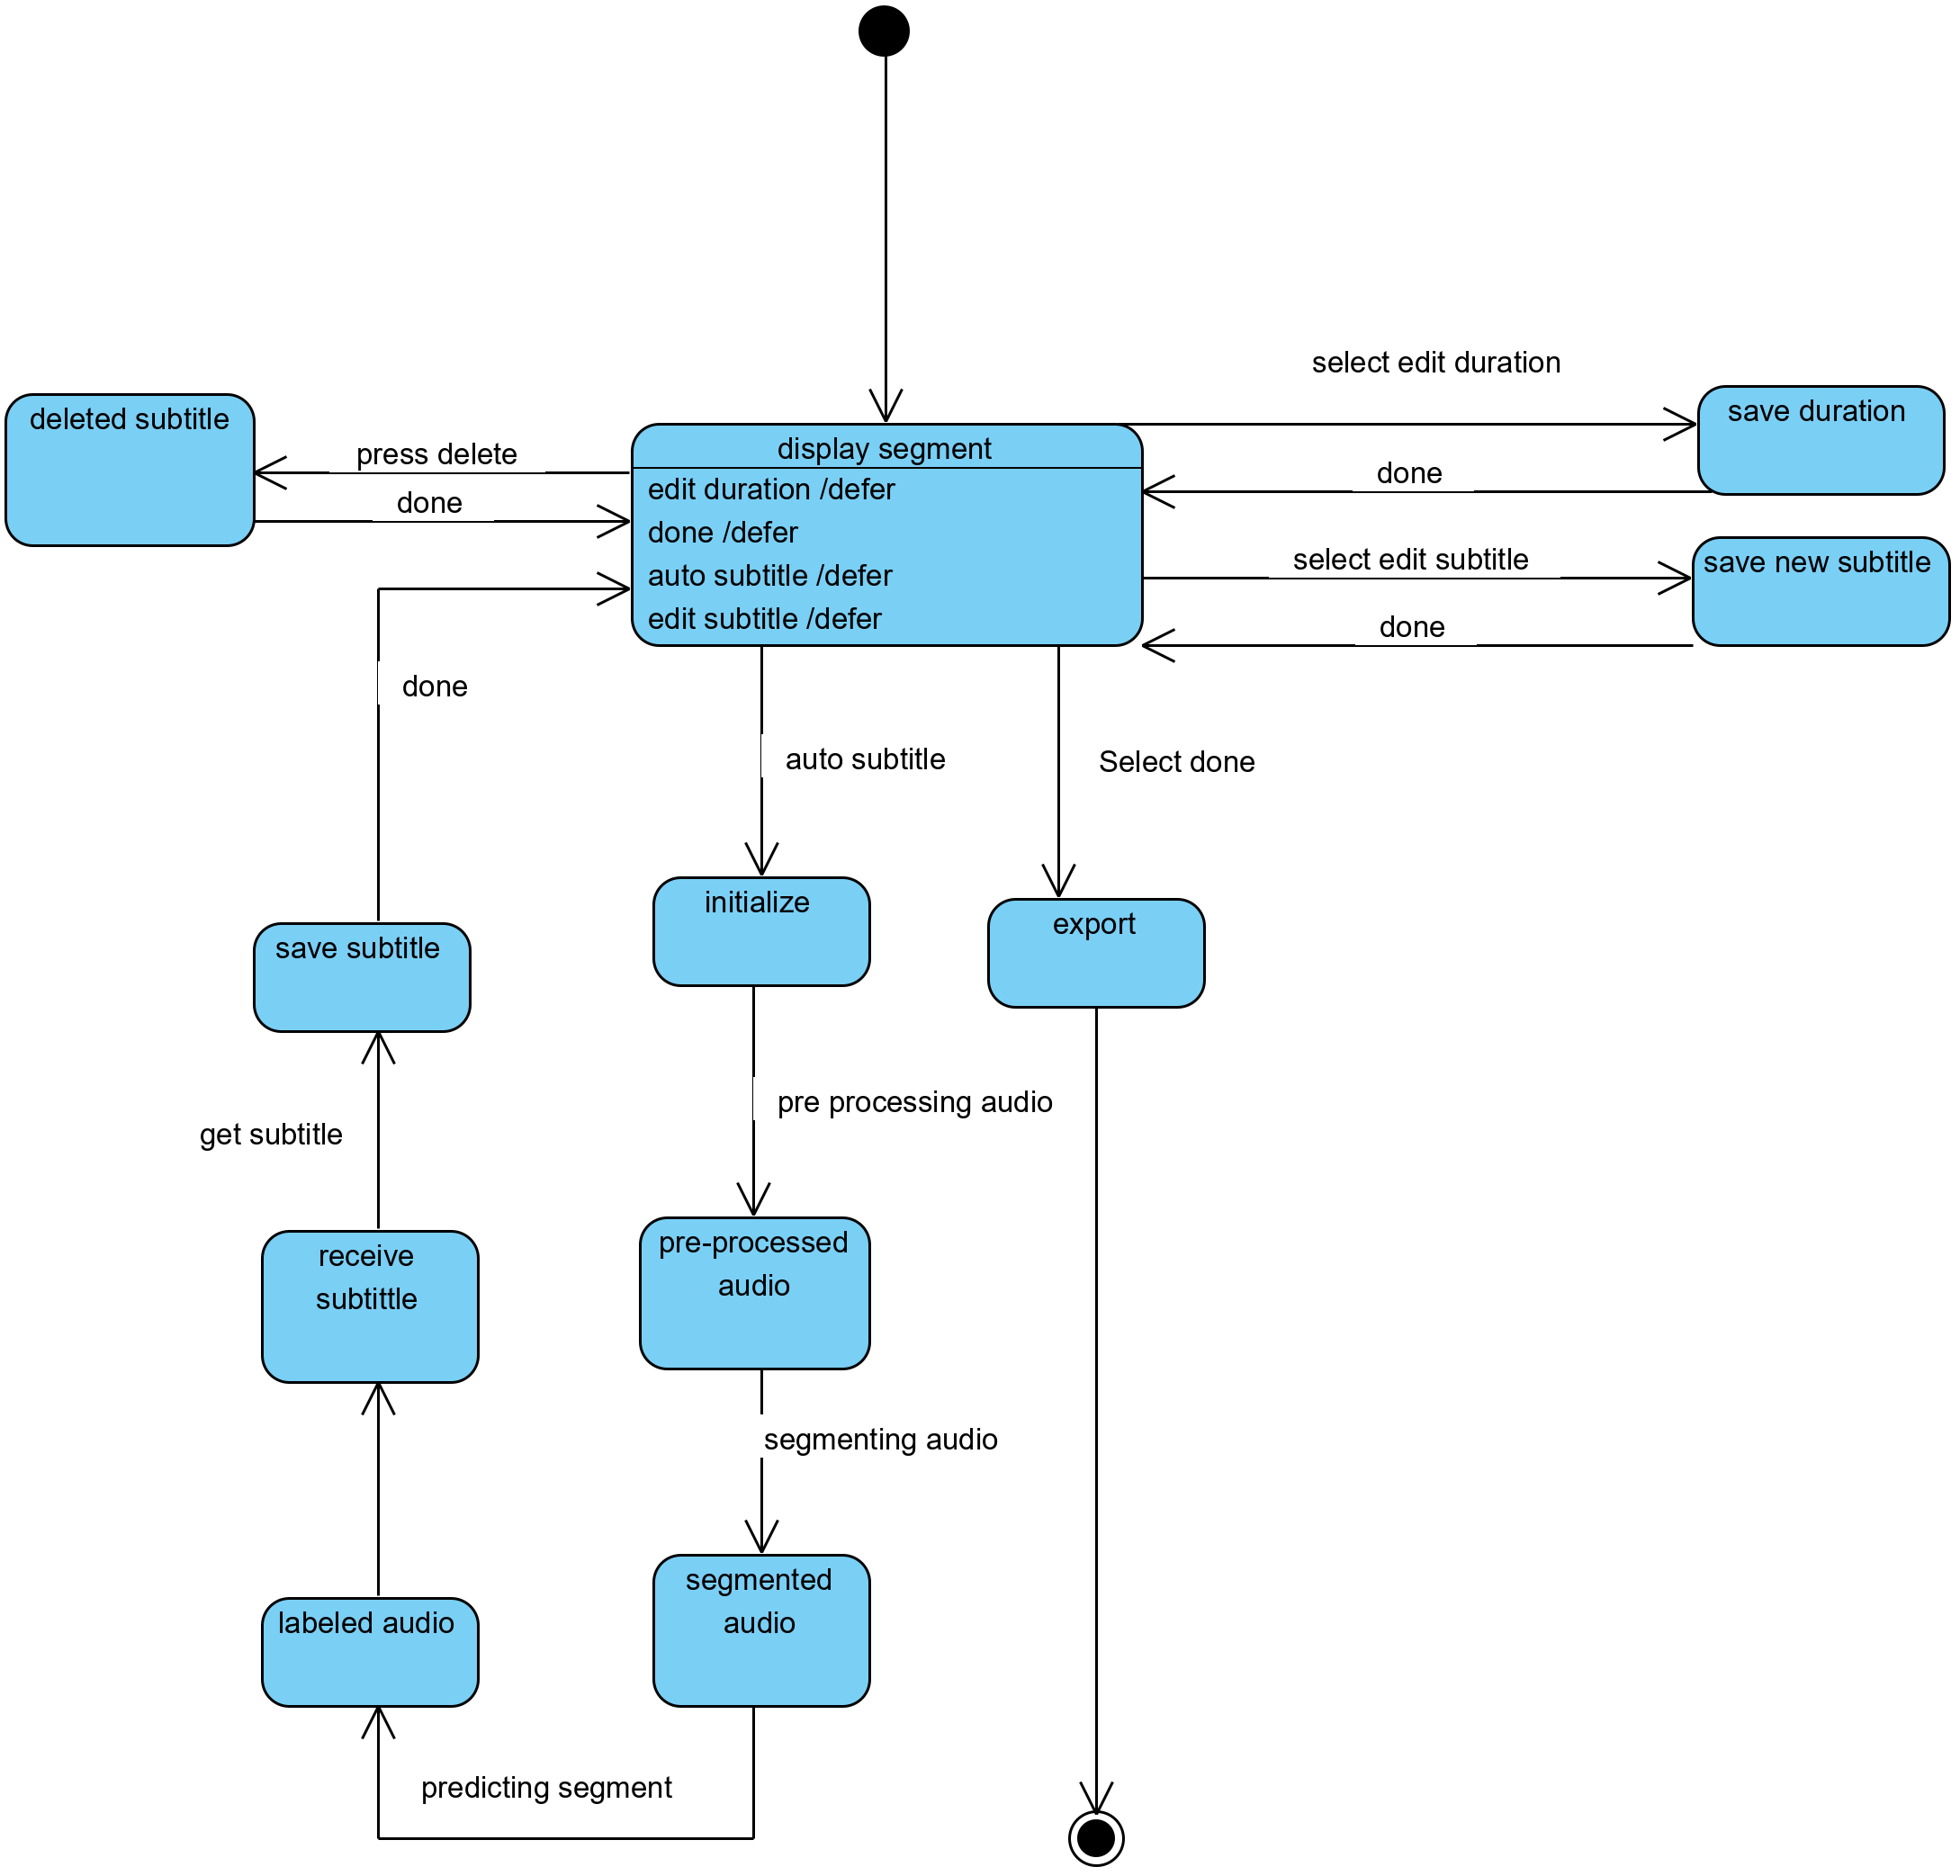 select edit duration
save duration
deleted subtitle
press delete
display segment
done
edit duration /defer
done
done /defer
select edit subtitle
save new subtitle
auto subtitle /defer
edit subtitle /defer
done
done
auto subtitle
Select done
initialize
export
save subtitle
pre processing audio
get subtitle
pre-processed
audio
receive
subtittle
segmenting audio
segmented
audio
labeled audio
predicting segment